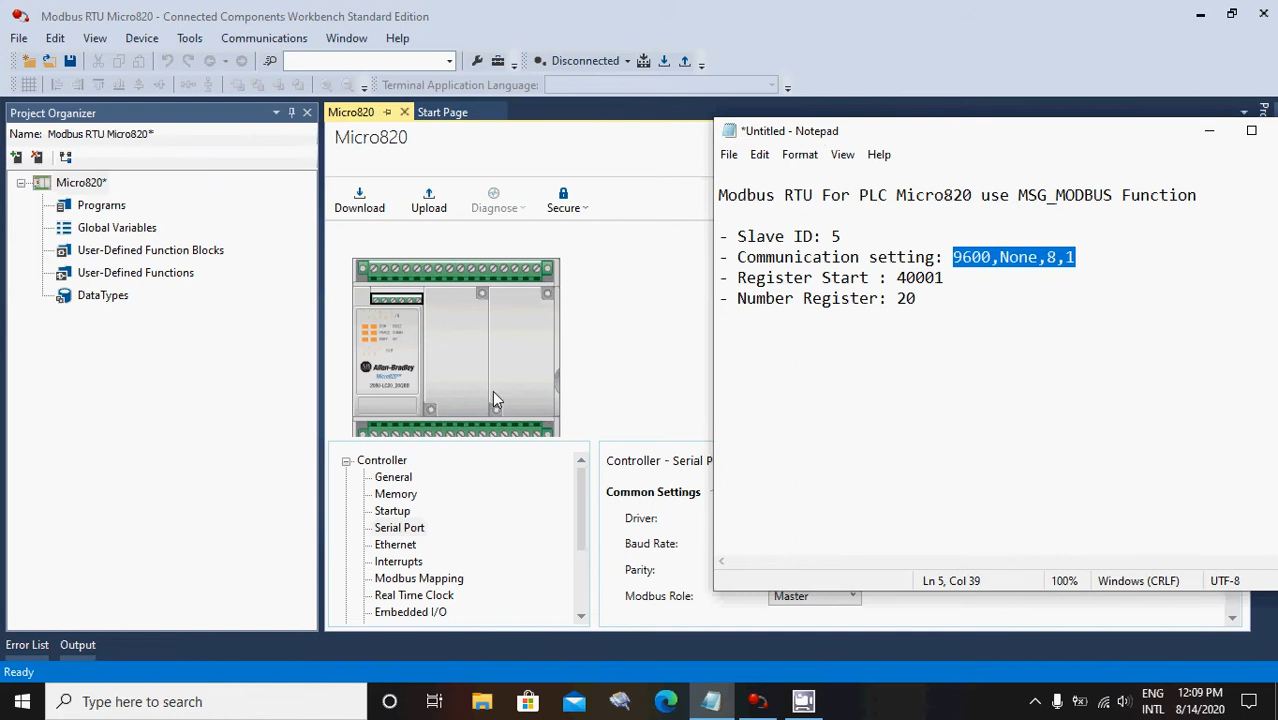 Modbus RTU Micro820 - Connected Components Workbench Standard Edition
File Edit View Device Tools Communications Window Help
Disconnected
Terminal Application Language:
Project Organizer
Name: Modbus RTU Micro820*
Micro820*
Programs
Global Variables
User-Defined Function Blocks
User-Defined Functions
DataTypes
Micro820 Start Page
Micro820
Download Upload Diagnose Secure
Allen-Bradley
Micro820
Controller
General
Memory
Startup
Serial Port
Ethernet
Interrupts
Modbus Mapping
Real Time Clock
Embedded I/O
Controller - Serial P
Common Settings
Driver:
Baud Rate:
Parity:
Modbus Role: Master
*Untitled - Notepad
File Edit Format View Help
Modbus RTU For PLC Micro820 use MSG_MODBUS Function
- Slave ID: 5
- Communication setting: 9600,None,8,1
- Register Start : 40001
- Number Register: 20
Ln 5, Col 39 100% Windows (CRLF) UTF-8
Error List Output
Ready
Type here to search
ENG
INTL
12:09 PM
8/14/2020